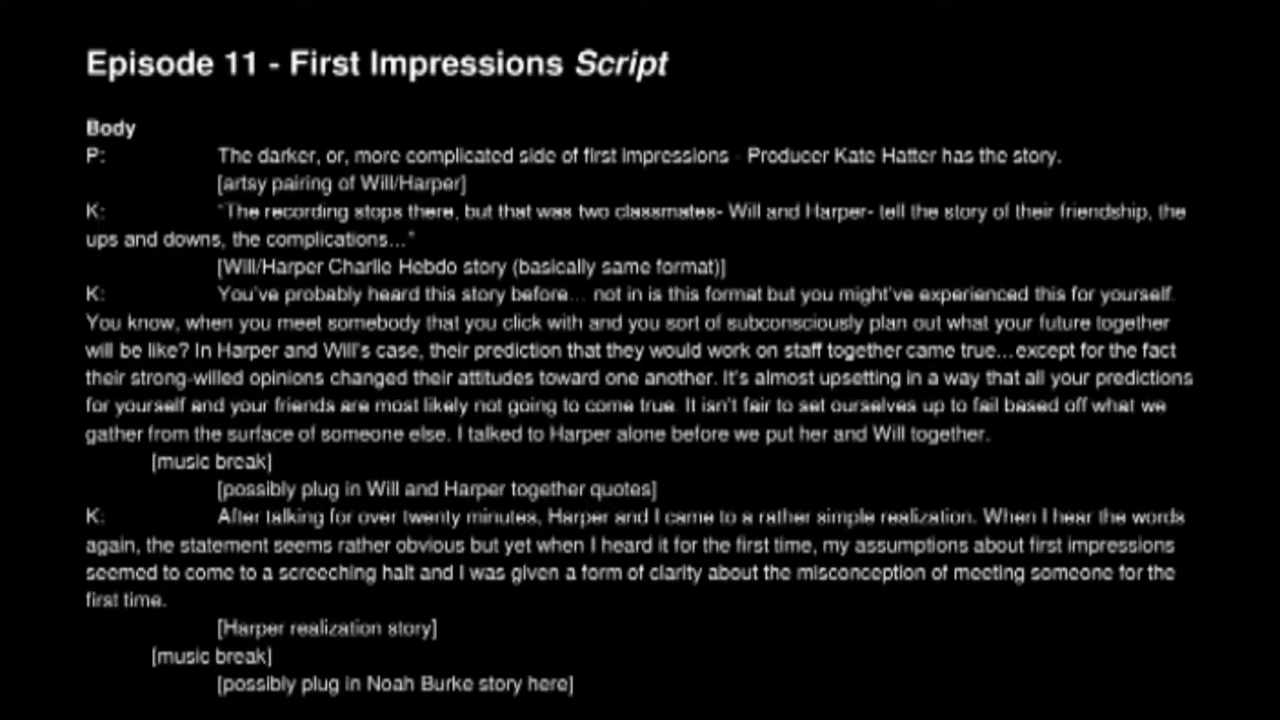 Episode 11 - First Impressions Script
Body
P: The darker, or, more complicated side of first impressions - Producer Kate Hatter has the story.
[artsy pairing of Will/Harper]
K: "The recording stops there, but that was two classmates- Will and Harper- tell the story of their friendship, the
ups and downs, the complications..."
[Will/Harper Charlie Hebdo story (basically same format)]
K: You've probably heard this story before... not in is this format but you might've experienced this for yourself.
You know, when you meet somebody that you click with and you sort of subconsciously plan out what your future together
will be like? In Harper and Will's case, their prediction that they would work on staff together came true...except for the fact
their strong-willed opinions changed their attitudes toward one another. It's almost upsetting in a way that all your predictions
for yourself and your friends are most likely not going to come true. It isn't fair to set ourselves up to fail based off what we
gather from the surface of someone else. I talked to Harper alone before we put her and Will together.
[music break]
[possibly plug in Will and Harper together quotes]
K: After talking for over twenty minutes, Harper and I came to a rather simple realization. When I hear the words
again, the statement seems rather obvious but yet when I heard it for the first time, my assumptions about first impressions
seemed to come to a screeching halt and I was given a form of clarity about the misconception of meeting someone for the
first time.
[Harper realization story]
[music break]
[possibly plug in Noah Burke story here]